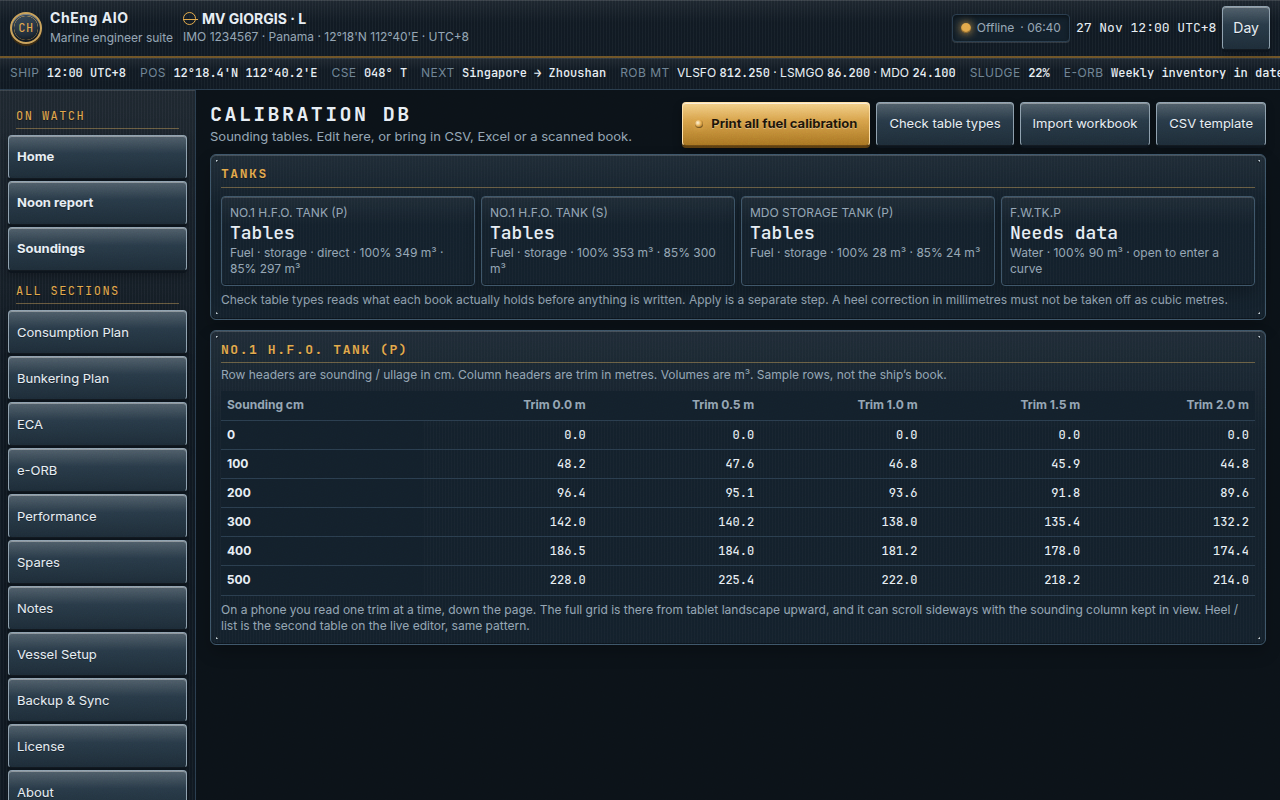 CH
ChEng AIO
Marine engineer suite
MV GIORGIS · L
IMO 1234567 · Panama · 12°18'N 112°40'E · UTC+8
Offline · 06:40
27 Nov 12:00 UTC+8
Day
SHIP 12:00 UTC+8 POS 12°18.4'N 112°40.2'E CSE 048° T NEXT Singapore → Zhoushan ROB MT VLSFO 812.250 · LSMGO 86.200 · MDO 24.100 SLUDGE 22% E-ORB Weekly inventory in date
ON WATCH
Home
Noon report
Soundings
ALL SECTIONS
Consumption Plan
Bunkering Plan
ECA
e-ORB
Performance
Spares
Notes
Vessel Setup
Backup & Sync
License
About
CALIBRATION DB
Sounding tables. Edit here, or bring in CSV, Excel or a scanned book.
Print all fuel calibration
Check table types
Import workbook
CSV template
TANKS
NO.1 H.F.O. TANK (P)
Tables
Fuel · storage · direct · 100% 349 m³ ·
85% 297 m³
NO.1 H.F.O. TANK (S)
Tables
Fuel · storage · 100% 353 m³ · 85% 300
m³
MDO STORAGE TANK (P)
Tables
Fuel · storage · 100% 28 m³ · 85% 24 m³
F.W.TK.P
Needs data
Water · 100% 90 m³ · open to enter a
curve
Check table types reads what each book actually holds before anything is written. Apply is a separate step. A heel correction in millimetres must not be taken off as cubic metres.
NO.1 H.F.O. TANK (P)
Row headers are sounding / ullage in cm. Column headers are trim in metres. Volumes are m³. Sample rows, not the ship's book.
Sounding cm Trim 0.0 m Trim 0.5 m Trim 1.0 m Trim 1.5 m Trim 2.0 m
0 0.0 0.0 0.0 0.0 0.0
100 48.2 47.6 46.8 45.9 44.8
200 96.4 95.1 93.6 91.8 89.6
300 142.0 140.2 138.0 135.4 132.2
400 186.5 184.0 181.2 178.0 174.4
500 228.0 225.4 222.0 218.2 214.0
On a phone you read one trim at a time, down the page. The full grid is there from tablet landscape upward, and it can scroll sideways with the sounding column kept in view. Heel /
list is the second table on the live editor, same pattern.